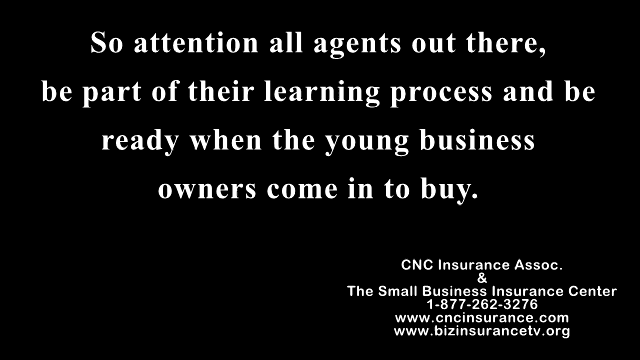 So attention all agents out there,
be part of their learning process and be
ready when the young business
owners come in to buy.
CNC Insurance Assoc.
&
The Small Business Insurance Center
1-877-262-3276
www.cncinsurance.com
www.bizinsurancetv.org